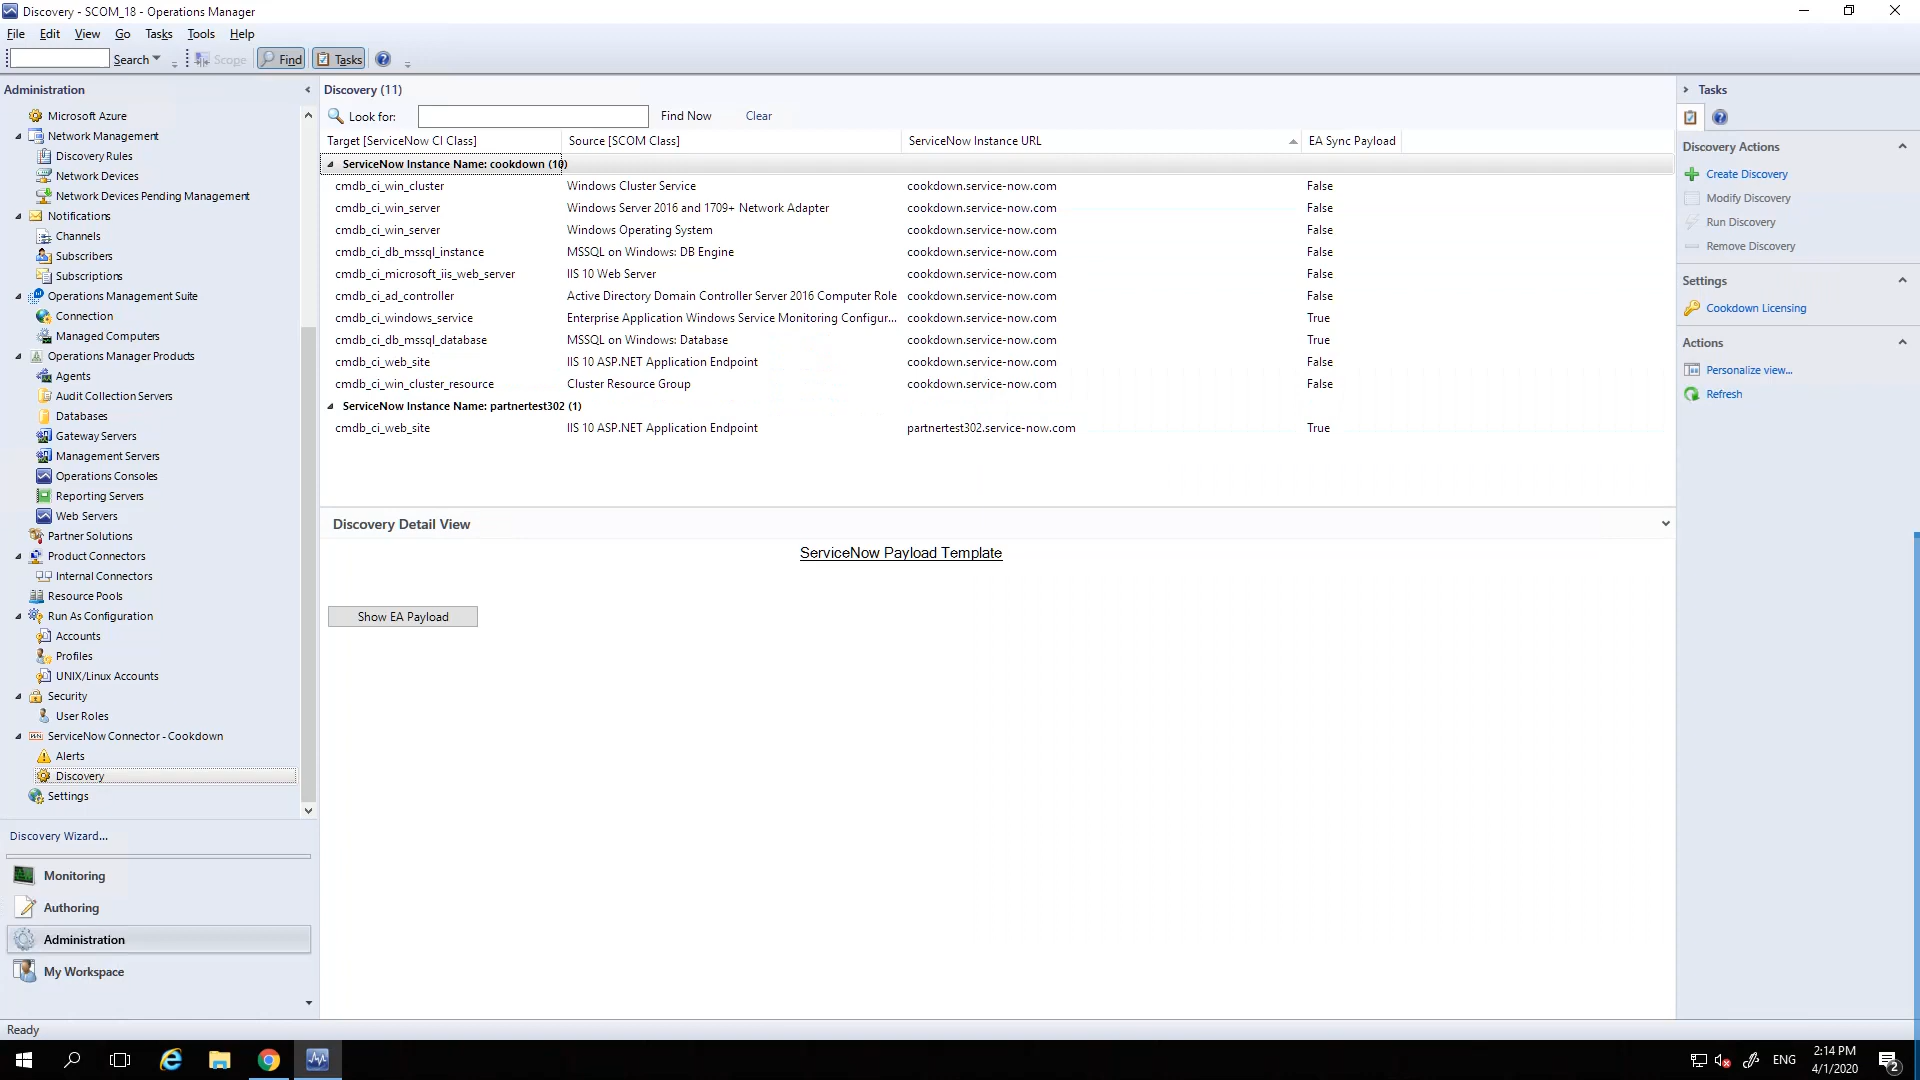 Discovery - SCOM_18 - Operations Manager
File Edit View Go Tasks Tools Help
Search Scope Find Tasks
Administration
Microsoft Azure
Network Management
Discovery Rules
Network Devices
Network Devices Pending Management
Notifications
Channels
Subscribers
Subscriptions
Operations Management Suite
Connection
Managed Computers
Operations Manager Products
Agents
Audit Collection Servers
Databases
Gateway Servers
Management Servers
Operations Consoles
Reporting Servers
Web Servers
Partner Solutions
Product Connectors
Internal Connectors
Resource Pools
Run As Configuration
Accounts
Profiles
UNIX/Linux Accounts
Security
User Roles
ServiceNow Connector - Cookdown
Alerts
Discovery
Settings
Discovery Wizard...
Monitoring
Authoring
Administration
My Workspace
Discovery (11)
Look for: Find Now Clear
Target [ServiceNow CI Class] Source [SCOM Class] ServiceNow Instance URL EA Sync Payload
ServiceNow Instance Name: cookdown (10)
cmdb_ci_win_cluster Windows Cluster Service cookdown.service-now.com False
cmdb_ci_win_server Windows Server 2016 and 1709+ Network Adapter cookdown.service-now.com False
cmdb_ci_win_server Windows Operating System cookdown.service-now.com False
cmdb_ci_db_mssql_instance MSSQL on Windows: DB Engine cookdown.service-now.com False
cmdb_ci_microsoft_iis_web_server IIS 10 Web Server cookdown.service-now.com False
cmdb_ci_ad_controller Active Directory Domain Controller Server 2016 Computer Role cookdown.service-now.com False
cmdb_ci_windows_service Enterprise Application Windows Service Monitoring Configur... cookdown.service-now.com True
cmdb_ci_db_mssql_database MSSQL on Windows: Database cookdown.service-now.com True
cmdb_ci_web_site IIS 10 ASP.NET Application Endpoint cookdown.service-now.com False
cmdb_ci_win_cluster_resource Cluster Resource Group cookdown.service-now.com False
ServiceNow Instance Name: partnertest302 (1)
cmdb_ci_web_site IIS 10 ASP.NET Application Endpoint partnertest302.service-now.com True
Discovery Detail View
ServiceNow Payload Template
Show EA Payload
Tasks
Discovery Actions
Create Discovery
Modify Discovery
Run Discovery
Remove Discovery
Settings
Cookdown Licensing
Actions
Personalize view...
Refresh
Ready
ENG
2:14 PM
4/1/2020
2